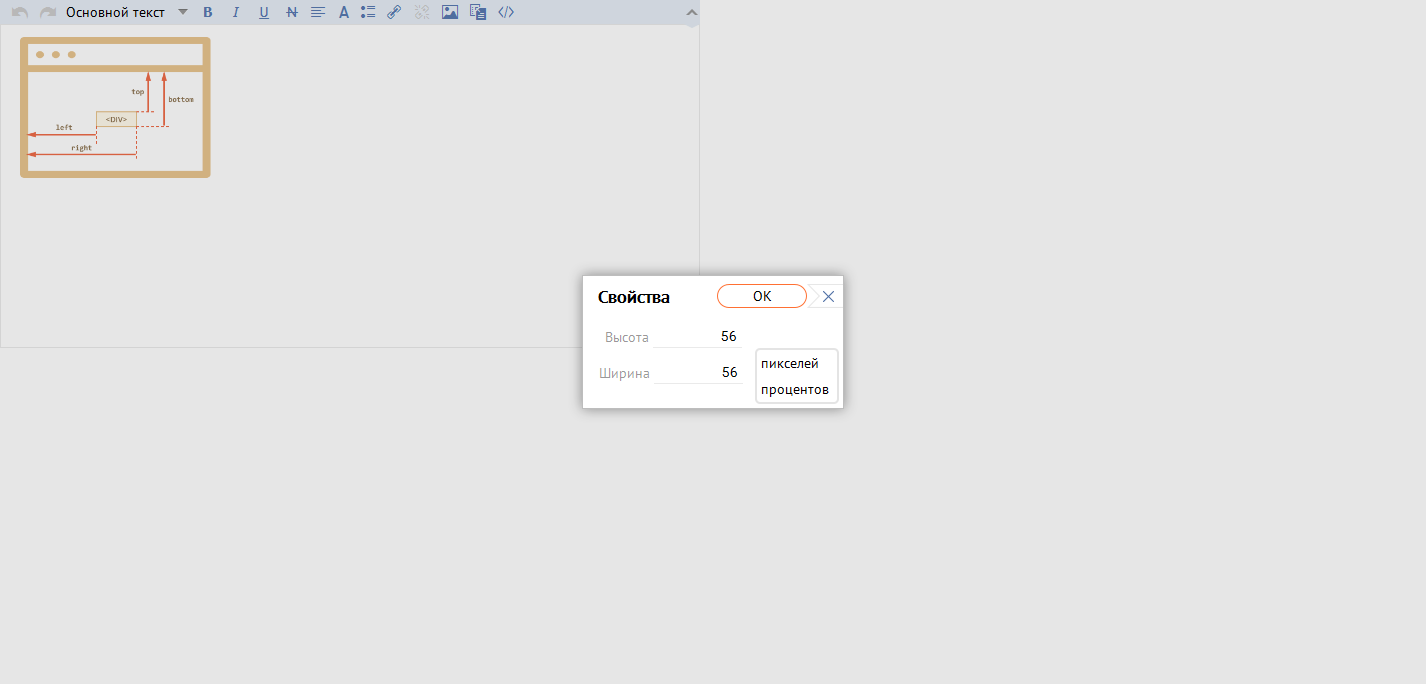 Основной текст B I U N A </>
top
bottom
<DIV>
left
right
Свойства OK
Высота 56
пикселей
Ширина 56
процентов